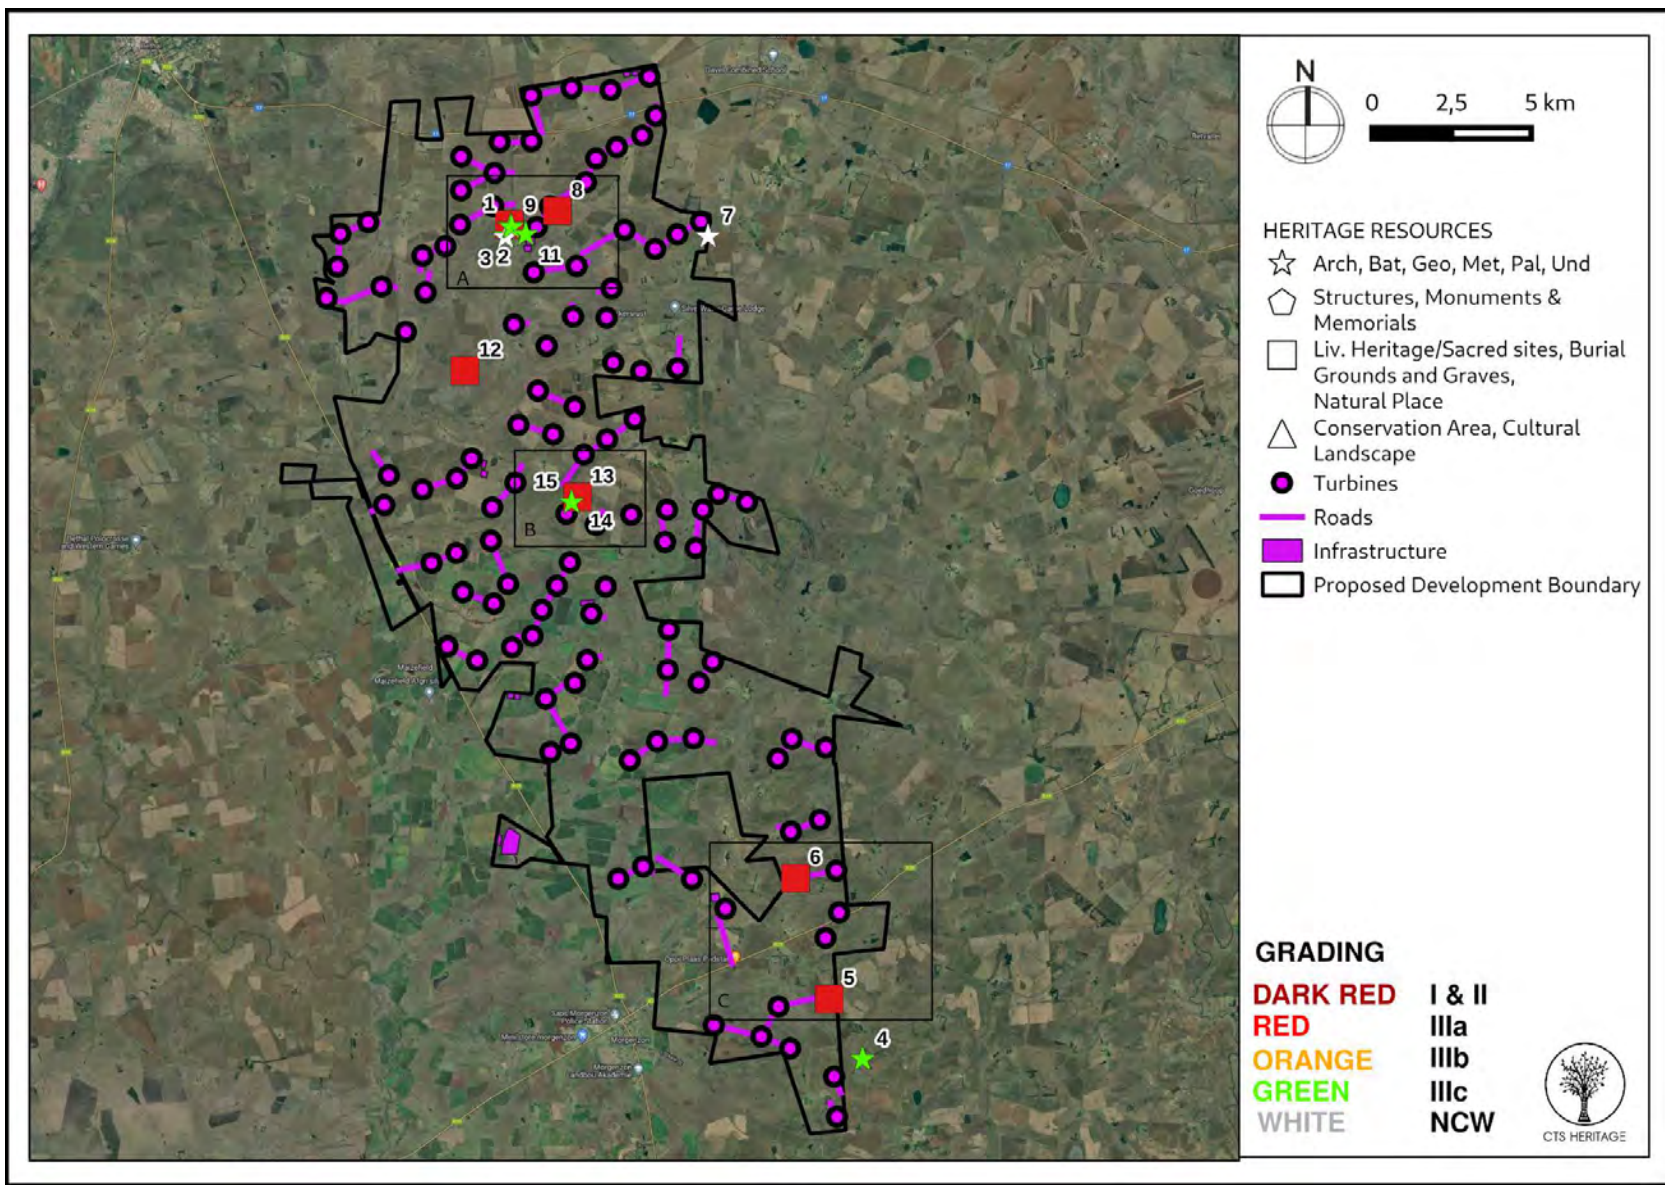 N
0 2,5 5 km
HERITAGE RESOURCES
Arch, Bat, Geo, Met, Pal, Und
Structures, Monuments &
Memorials
Liv. Heritage/Sacred sites, Burial
Grounds and Graves,
Natural Place
Conservation Area, Cultural
Landscape
Turbines
Roads
Infrastructure
Proposed Development Boundary
GRADING
DARK RED I & II
RED IIIa
ORANGE IIIb
GREEN IIIc
WHITE NCW
CTS HERITAGE
1
9
8
7
3
2
11
A
12
15
13
14
B
Maizefield
6
5
C
4
Morgenzon